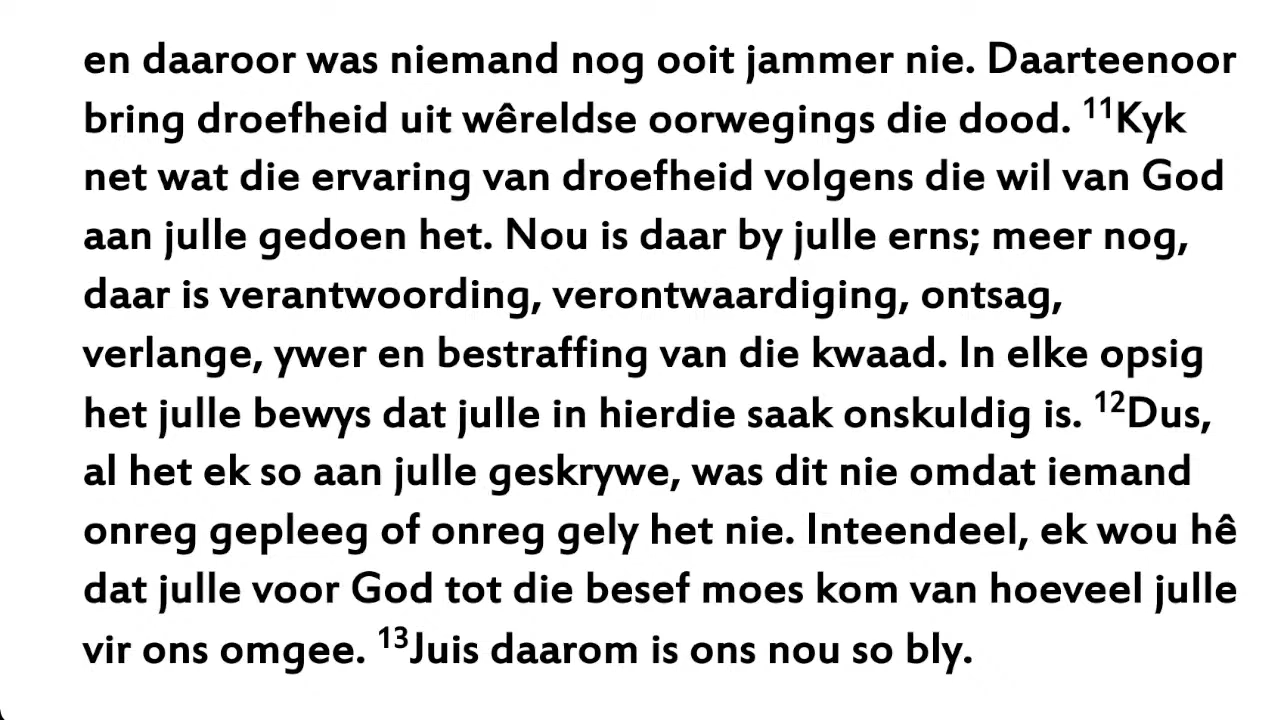 en daaroor was niemand nog ooit jammer nie. Daarteenoor
bring droefheid uit wêreldse oorwegings die dood. ¹¹Kyk
net wat die ervaring van droefheid volgens die wil van God
aan julle gedoen het. Nou is daar by julle erns; meer nog,
daar is verantwoording, verontwaardiging, ontsag,
verlange, ywer en bestraffing van die kwaad. In elke opsig
het julle bewys dat julle in hierdie saak onskuldig is. ¹²Dus,
al het ek so aan julle geskrywe, was dit nie omdat iemand
onreg gepleeg of onreg gely het nie. Inteendeel, ek wou hê
dat julle voor God tot die besef moes kom van hoeveel julle
vir ons omgee. ¹³Juis daarom is ons nou so bly.